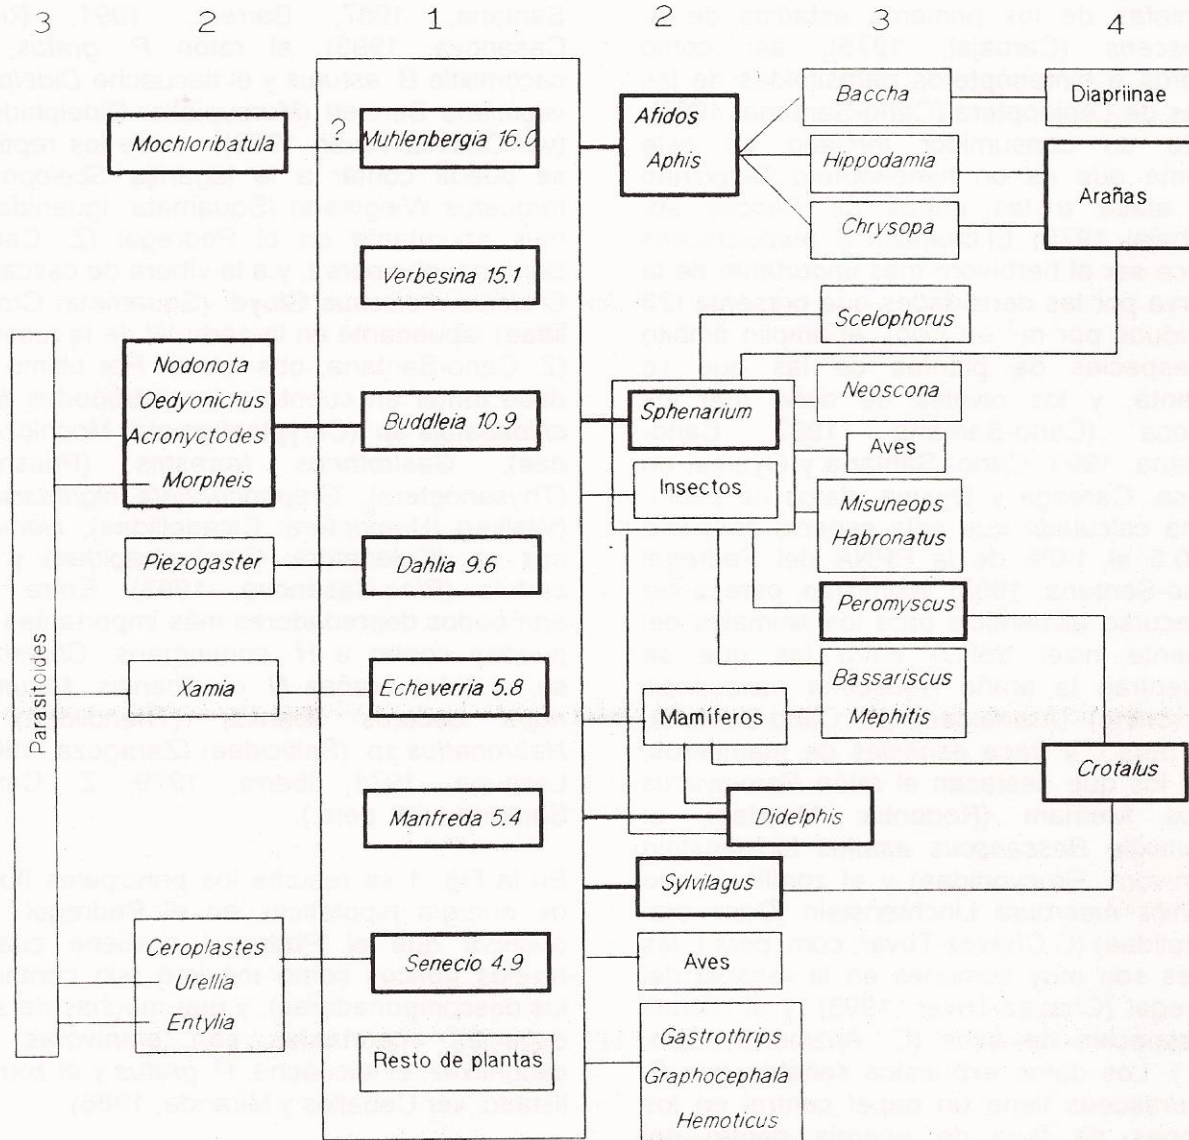 3 2 1 2 3 4
Mochloribatula
?
Muhlenbergia 16.0
Afidos
Aphis
Baccha
Hippodamia
Chrysopa
Diapriinae
Arañas
Verbesina 15.1
Scelophorus
Neoscona
Nodonota
Oedyonichus
Acronyctodes
Morpheis
Buddleia 10.9
Sphenarium
Insectos
Aves
Misuneops
Habronatus
Piezogaster
Dahlia 9.6
Peromyscus
Bassariscus
Mephitis
Parasitoides
Xamia
Echeverria 5.8
Mamíferos
Crotalus
Manfreda 5.4
Didelphis
Sylvilagus
Ceroplastes
Urellia
Entylia
Senecio 4.9
Aves
Resto de plantas
Gastrothrips
Graphocephala
Hemoticus